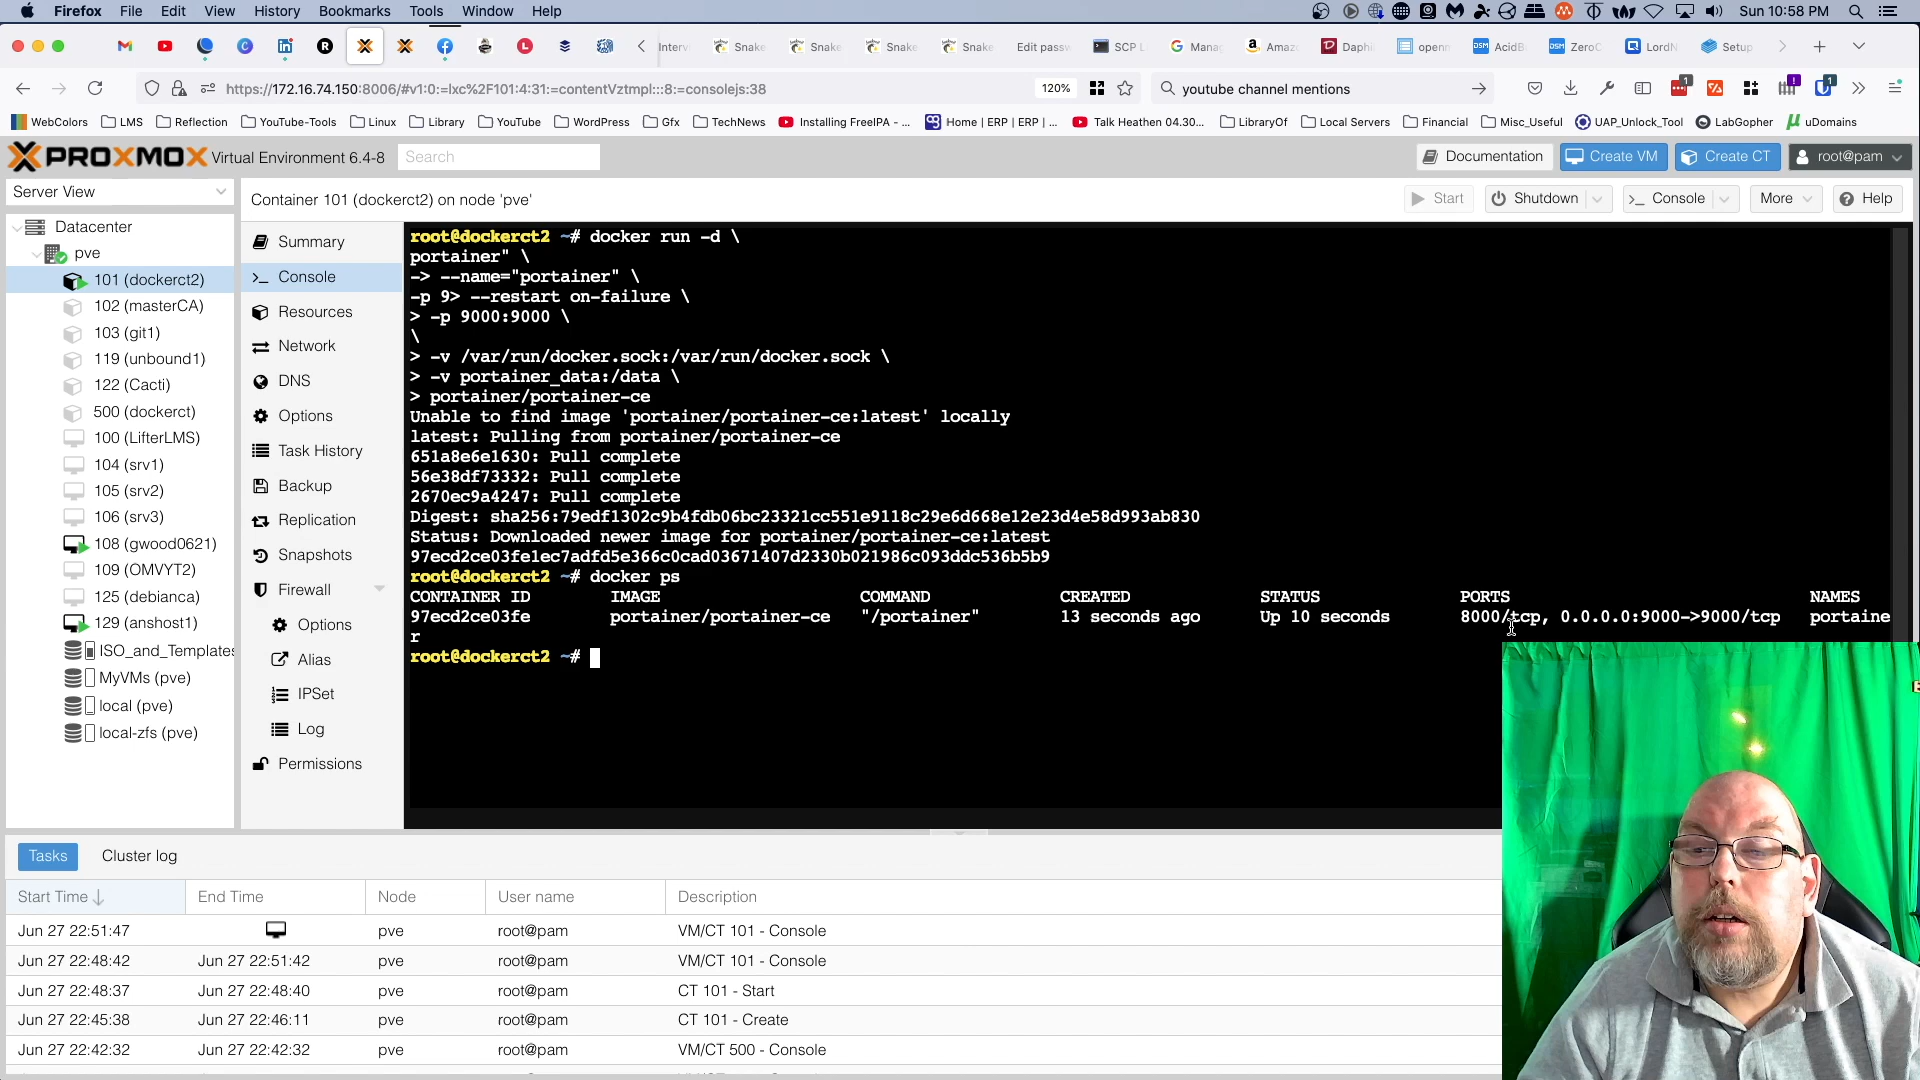 Firefox File Edit View History Bookmarks Tools Window Help
Sun 10:58 PM
Interv Snake Snake Snake Snake Edit passw SCP L Manag Amaz Daphi openm AcidB ZeroC LordN Setup
https://172.16.74.150:8006/#v1:0:=lxc%2F101:4:31:=contentVztmpl:::8:=consolejs:38
120%
youtube channel mentions
WebColors LMS Reflection YouTube-Tools Linux Library YouTube WordPress Gfx TechNews Installing FreeIPA - ... Home | ERP | ERP | ... Talk Heathen 04.30... LibraryOf Local Servers Financial Misc_Useful UAP_Unlock_Tool LabGopher uDomains
PROXMOX Virtual Environment 6.4-8 Search Documentation Create VM Create CT root@pam
Server View
Container 101 (dockerct2) on node 'pve' Start Shutdown Console More Help
Datacenter
pve
101 (dockerct2)
102 (masterCA)
103 (git1)
119 (unbound1)
122 (Cacti)
500 (dockerct)
100 (LifterLMS)
104 (srv1)
105 (srv2)
106 (srv3)
108 (gwood0621)
109 (OMVYT2)
125 (debianca)
129 (anshost1)
ISO_and_Templates
MyVMs (pve)
local (pve)
local-zfs (pve)
Summary
Console
Resources
Network
DNS
Options
Task History
Backup
Replication
Snapshots
Firewall
Options
Alias
IPSet
Log
Permissions
root@dockerct2 ~# docker run -d \
portainer" \
-> --name="portainer" \
-p 9> --restart on-failure \
> -p 9000:9000 \
\
> -v /var/run/docker.sock:/var/run/docker.sock \
> -v portainer_data:/data \
> portainer/portainer-ce
Unable to find image 'portainer/portainer-ce:latest' locally
latest: Pulling from portainer/portainer-ce
651a8e6e1630: Pull complete
56e38df73332: Pull complete
2670ec9a4247: Pull complete
Digest: sha256:79edf1302c9b4fdb06bc23321cc551e9118c29e6d668e12e23d4e58d993ab830
Status: Downloaded newer image for portainer/portainer-ce:latest
97ecd2ce03fe1ec7adfd5e366c0cad03671407d2330b021986c093ddc536b5b9
root@dockerct2 ~# docker ps
CONTAINER ID IMAGE COMMAND CREATED STATUS PORTS NAMES
97ecd2ce03fe portainer/portainer-ce "/portainer" 13 seconds ago Up 10 seconds 8000/tcp, 0.0.0.0:9000->9000/tcp portaine
r
root@dockerct2 ~#
Tasks Cluster log
Start Time End Time Node User name Description
Jun 27 22:51:47 pve root@pam VM/CT 101 - Console
Jun 27 22:48:42 Jun 27 22:51:42 pve root@pam VM/CT 101 - Console
Jun 27 22:48:37 Jun 27 22:48:40 pve root@pam CT 101 - Start
Jun 27 22:45:38 Jun 27 22:46:11 pve root@pam CT 101 - Create
Jun 27 22:42:32 Jun 27 22:42:32 pve root@pam VM/CT 500 - Console